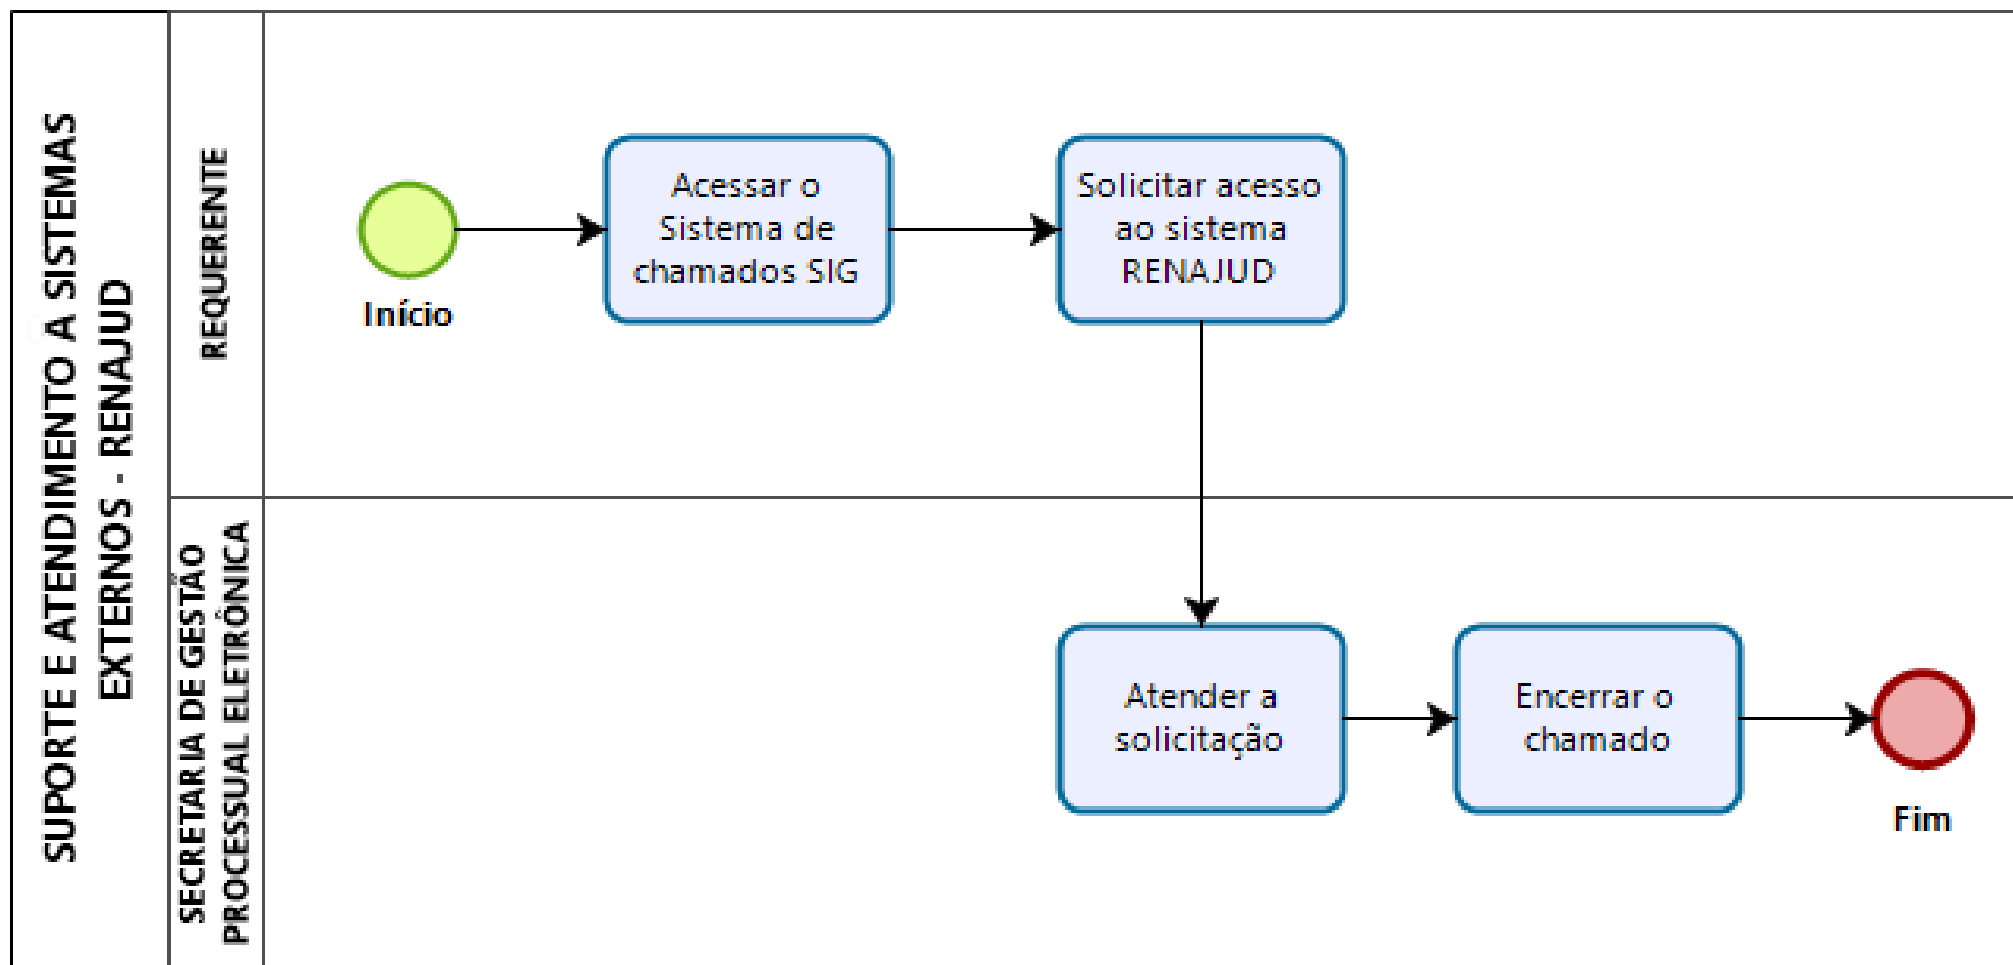 SUPORTE E ATENDIMENTO A SISTEMAS
EXTERNOS - RENAJUD
REQUERENTE
Início
Acessar o
Sistema de
chamados SIG
Solicitar acesso
ao sistema
RENAJUD
SECRETARIA DE GESTÃO
PROCESSUAL ELETRÔNICA
Atender a
solicitação
Encerrar o
chamado
Fim